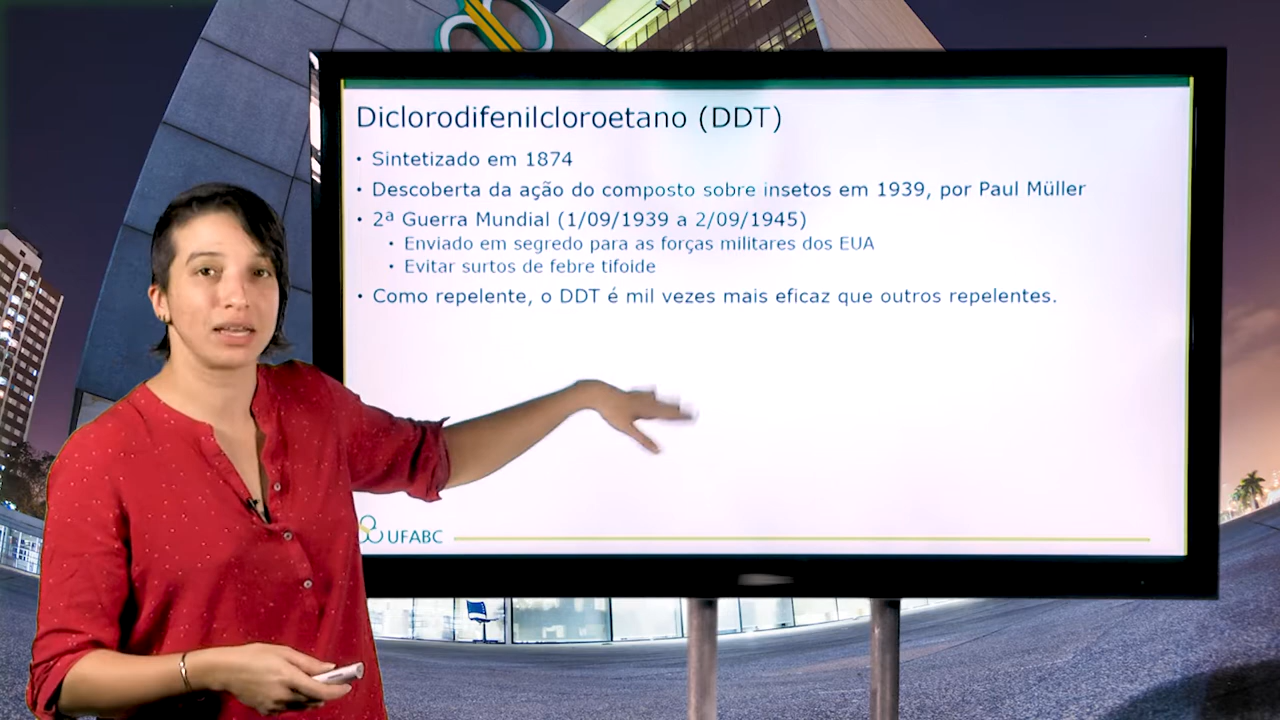 Diclorodifenilcloroetano (DDT)
• Sintetizado em 1874
• Descoberta da ação do composto sobre insetos em 1939, por Paul Müller
• 2ª Guerra Mundial (1/09/1939 a 2/09/1945)
• Enviado em segredo para as forças militares dos EUA
• Evitar surtos de febre tifoide
• Como repelente, o DDT é mil vezes mais eficaz que outros repelentes.
UFABC